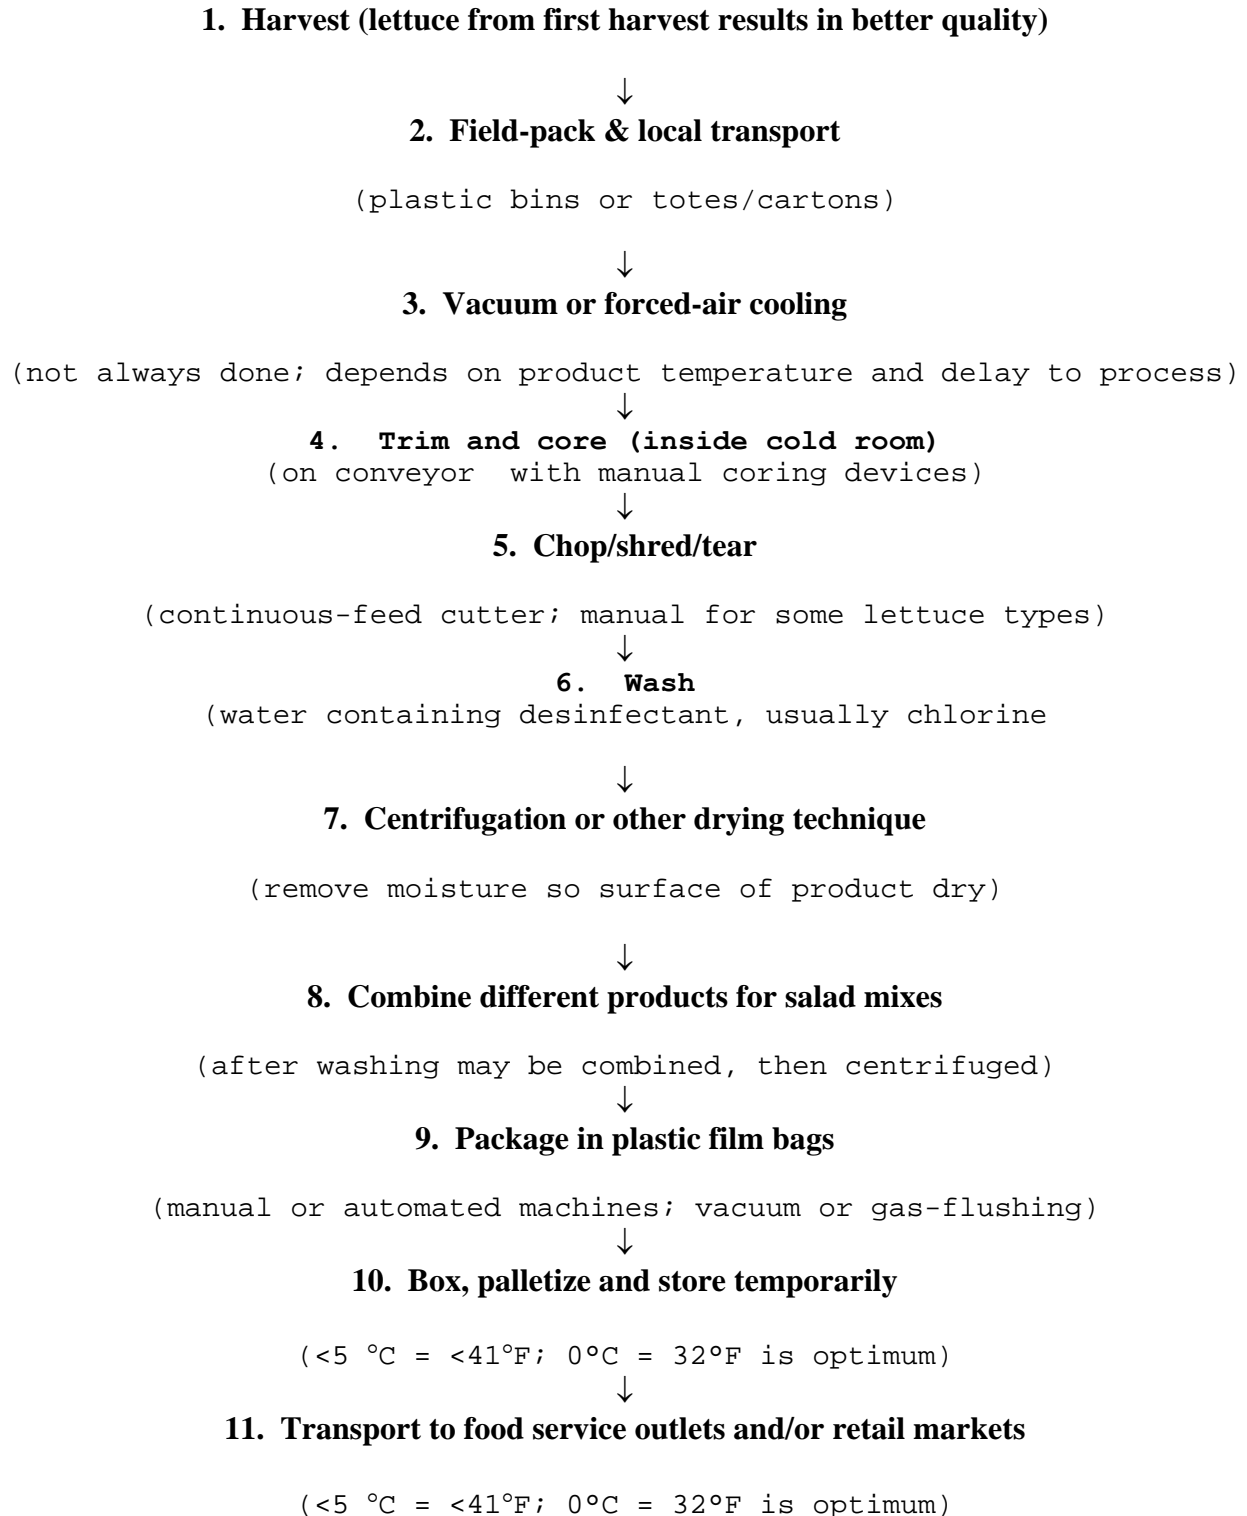 1. Harvest (lettuce from first harvest results in better quality)
↓
2. Field-pack & local transport
(plastic bins or totes/cartons)
↓
3. Vacuum or forced-air cooling
(not always done; depends on product temperature and delay to process)
↓
4. Trim and core (inside cold room)
(on conveyor with manual coring devices)
↓
5. Chop/shred/tear
(continuous-feed cutter; manual for some lettuce types)
↓
6. Wash
(water containing desinfectant, usually chlorine
↓
7. Centrifugation or other drying technique
(remove moisture so surface of product dry)
↓
8. Combine different products for salad mixes
(after washing may be combined, then centrifuged)
↓
9. Package in plastic film bags
(manual or automated machines; vacuum or gas-flushing)
↓
10. Box, palletize and store temporarily
(<5 °C = <41°F; 0ºC = 32ºF is optimum)
↓
11. Transport to food service outlets and/or retail markets
(<5 °C = <41°F; 0ºC = 32ºF is optimum)